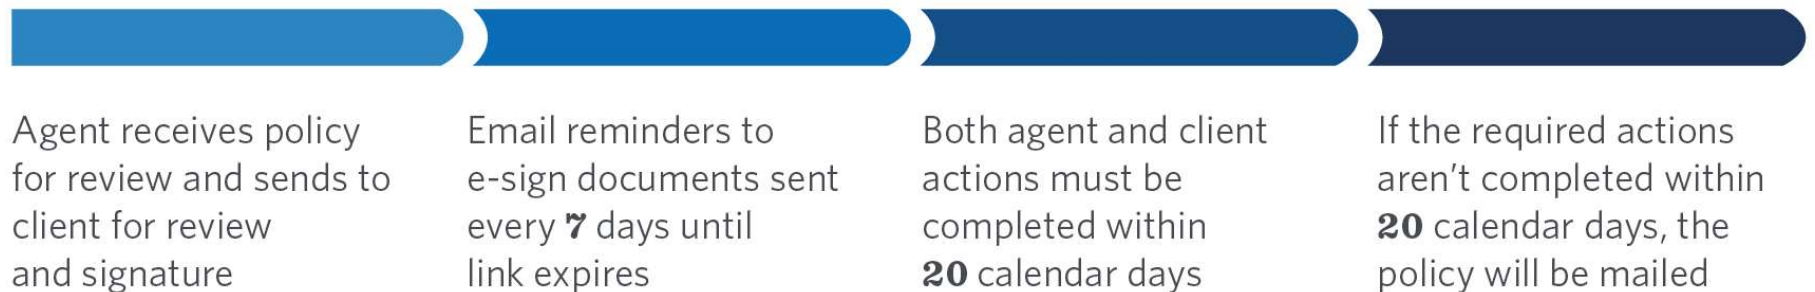 Agent receives policy
for review and sends to
client for review
and signature
Email reminders to
e-sign documents sent
every 7 days until
link expires
Both agent and client
actions must be
completed within
20 calendar days
If the required actions
aren’t completed within
20 calendar days, the
policy will be mailed